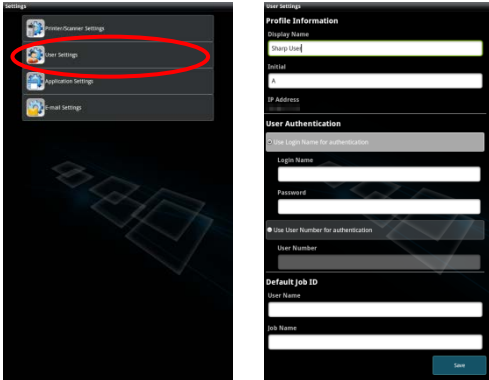 Settings
Printer/Scanner Settings
User Settings
Application Settings
E-mail Settings
User Settings
Profile Information
Display Name
Sharp User
Initial
A
IP Address
User Authentication
Use Login Name for authentication
Login Name
Password
Use User Number for authentication
User Number
Default Job ID
User Name
Job Name
Save